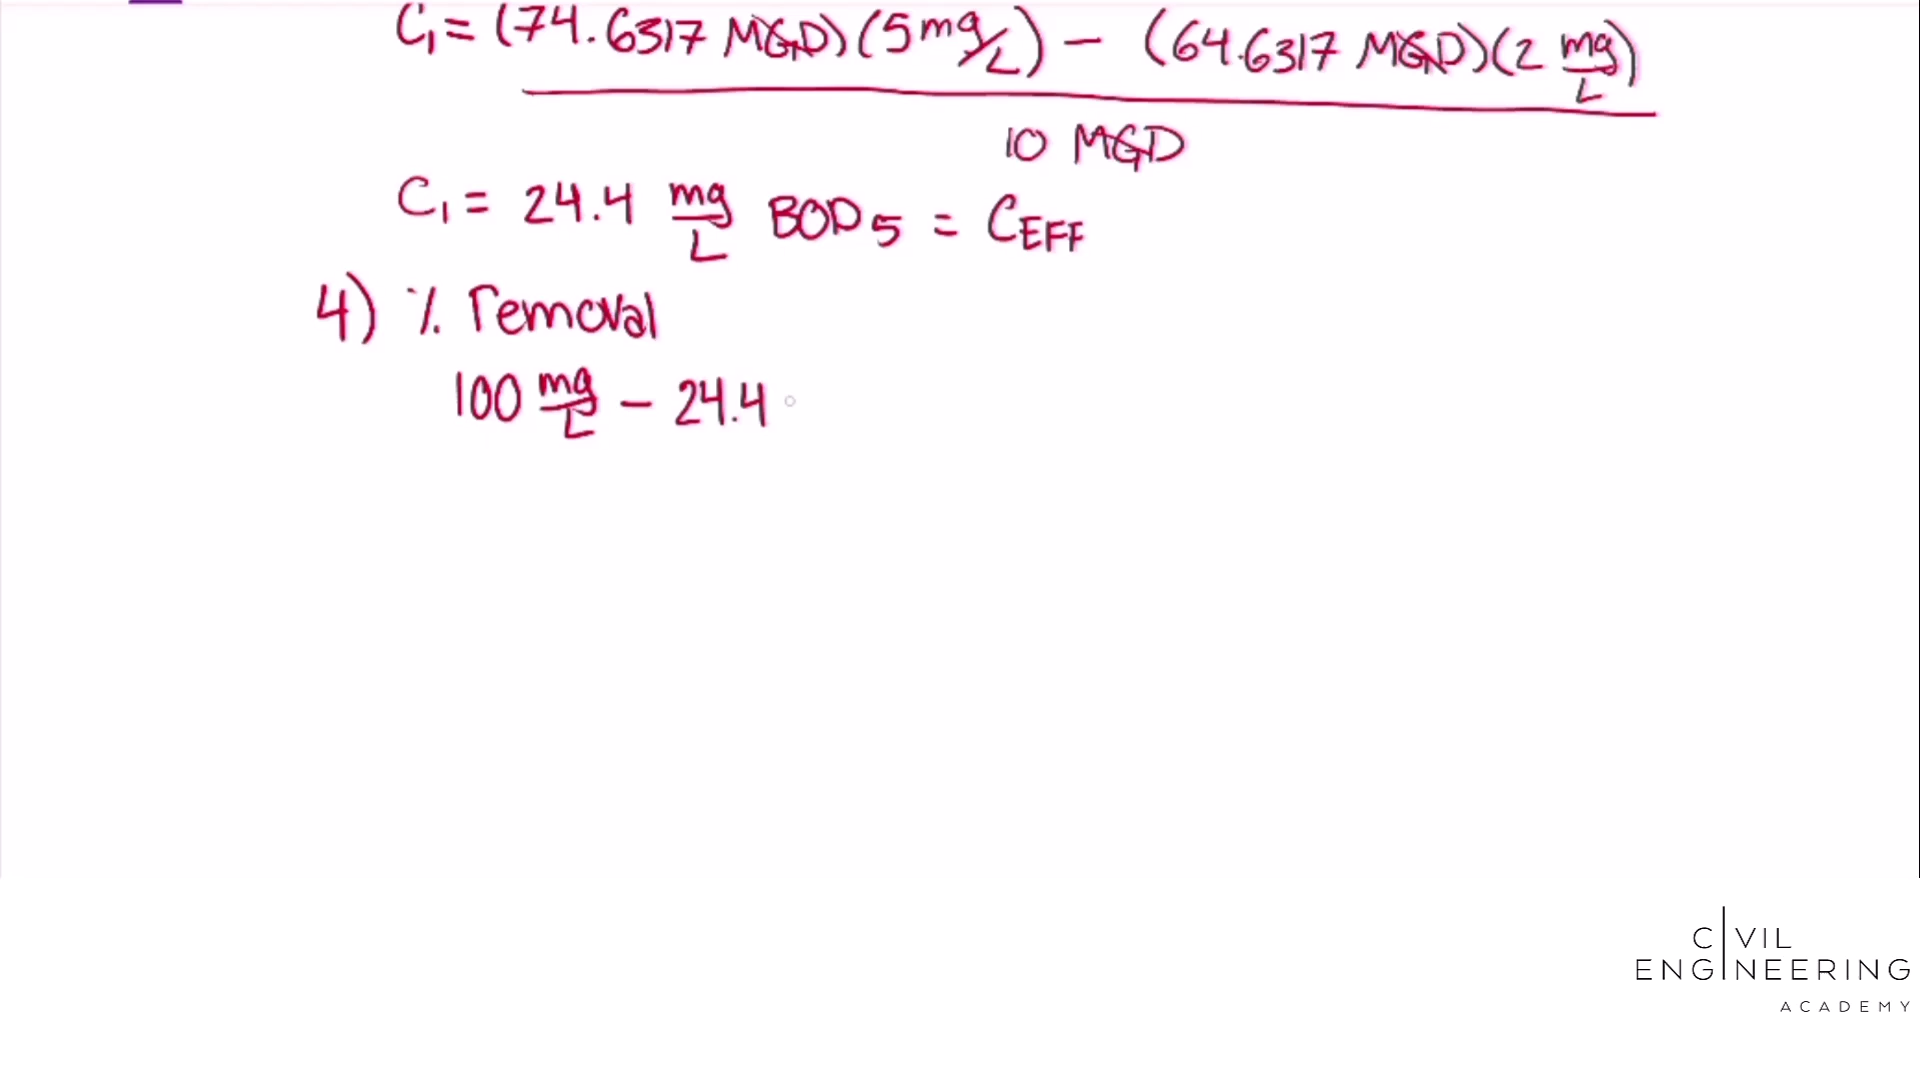 C₁ = (74.6317 MGD)(5 mg/L) − (64.6317 MGD)(2 mg/L)
10 MGD
C₁ = 24.4 mg/L BOD₅ = C_EFF
4) % removal
100 mg/L − 24.4
CIVIL
ENGINEERING
ACADEMY